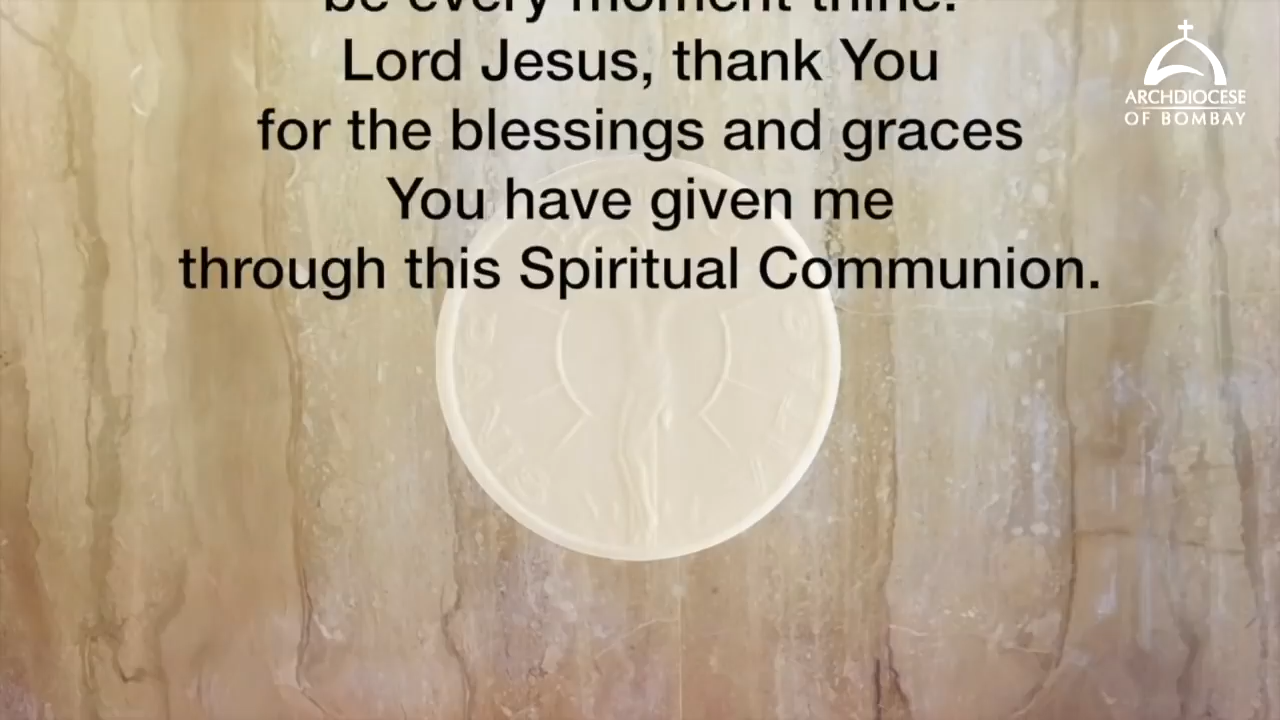 be every moment thine.
Lord Jesus, thank You
for the blessings and graces
You have given me
through this Spiritual Communion.
ARCHDIOCESE
OF BOMBAY